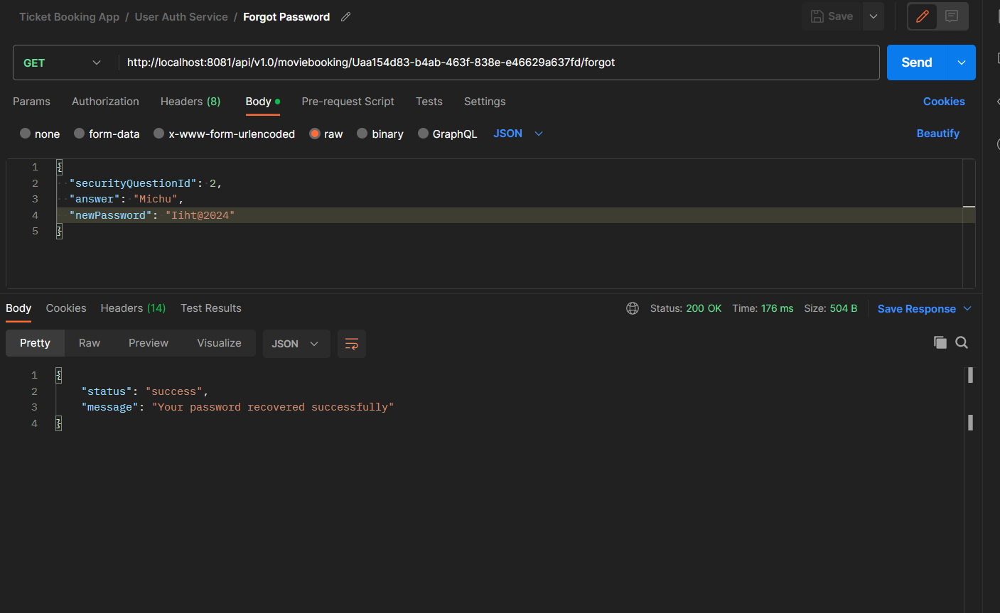 Ticket Booking App / User Auth Service / Forgot Password
Save
GET http://localhost:8081/api/v1.0/moviebooking/Uaa154d83-b4ab-463f-838e-e46629a637fd/forgot Send
Params Authorization Headers (8) Body Pre-request Script Tests Settings Cookies
none form-data x-www-form-urlencoded raw binary GraphQL JSON Beautify
1 {
2 "securityQuestionId": 2,
3 "answer": "Michu",
4 "newPassword": "Iiht@2024"
5 }
Body Cookies Headers (14) Test Results Status: 200 OK Time: 176 ms Size: 504 B Save Response
Pretty Raw Preview Visualize JSON
1 {
2 "status": "success",
3 "message": "Your password recovered successfully"
4 }